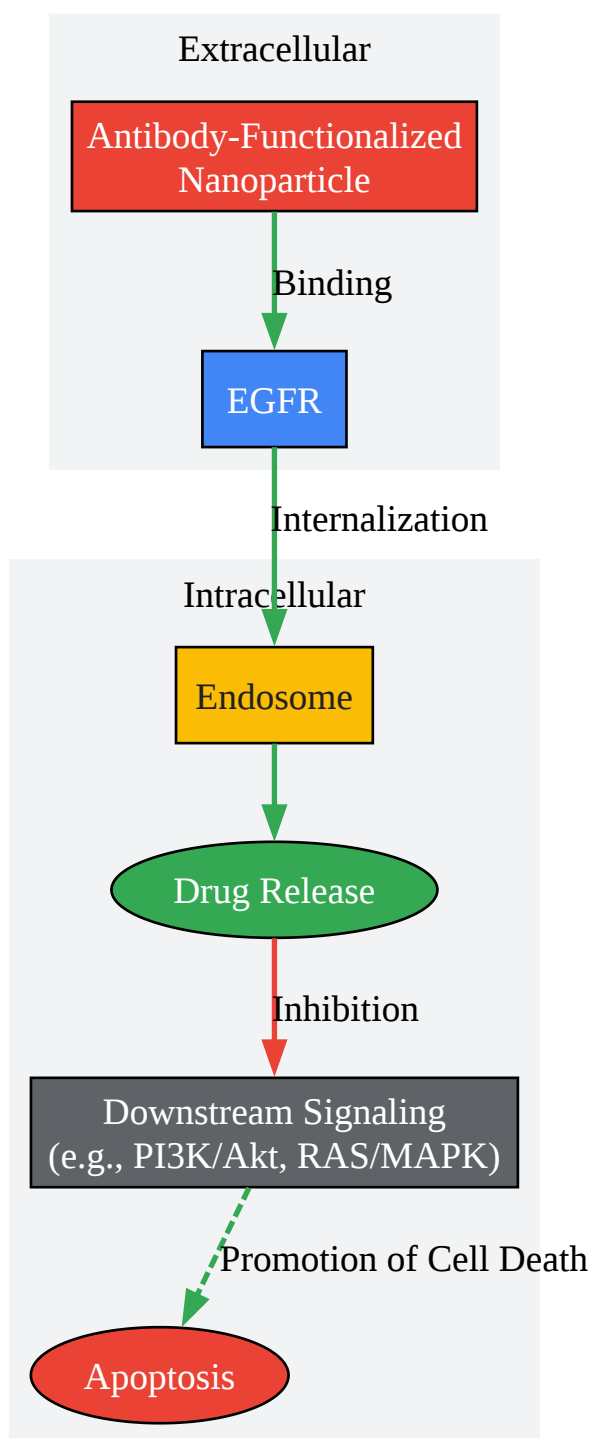 Extracellular
Antibody-Functionalized
Nanoparticle
Binding
EGFR
Internalization
Intracellular
Endosome
Drug Release
Inhibition
Downstream Signaling
(e.g., PI3K/Akt, RAS/MAPK)
Promotion of Cell Death
Apoptosis